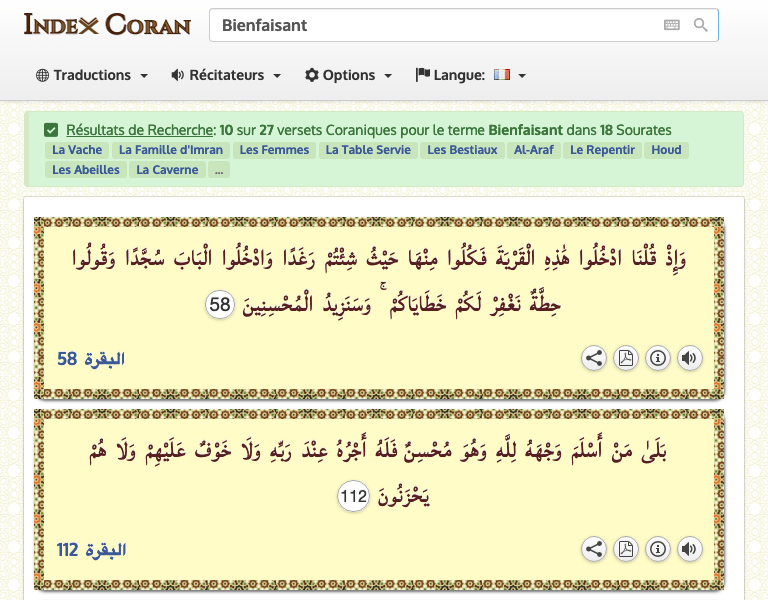 Index Coran
Bienfaisant
Traductions Récitateurs Options Langue:
Résultats de Recherche: 10 sur 27 versets Coraniques pour le terme Bienfaisant dans 18 Sourates
La Vache La Famille d'Imran Les Femmes La Table Servie Les Bestiaux Al-Araf Le Repentir Houd
Les Abeilles La Caverne ...
وَإِذْ قُلْنَا ادْخُلُوا هَٰذِهِ الْقَرْيَةَ فَكُلُوا مِنْهَا حَيْثُ شِئْتُمْ رَغَدًا وَادْخُلُوا الْبَابَ سُجَّدًا وَقُولُوا
حِطَّةٌ نَغْفِرْ لَكُمْ خَطَايَاكُمْ ۚ وَسَنَزِيدُ الْمُحْسِنِينَ 58
البقرة 58
بَلَىٰ مَنْ أَسْلَمَ وَجْهَهُ لِلَّهِ وَهُوَ مُحْسِنٌ فَلَهُ أَجْرُهُ عِنْدَ رَبِّهِ وَلَا خَوْفٌ عَلَيْهِمْ وَلَا هُمْ
يَحْزَنُونَ 112
البقرة 112